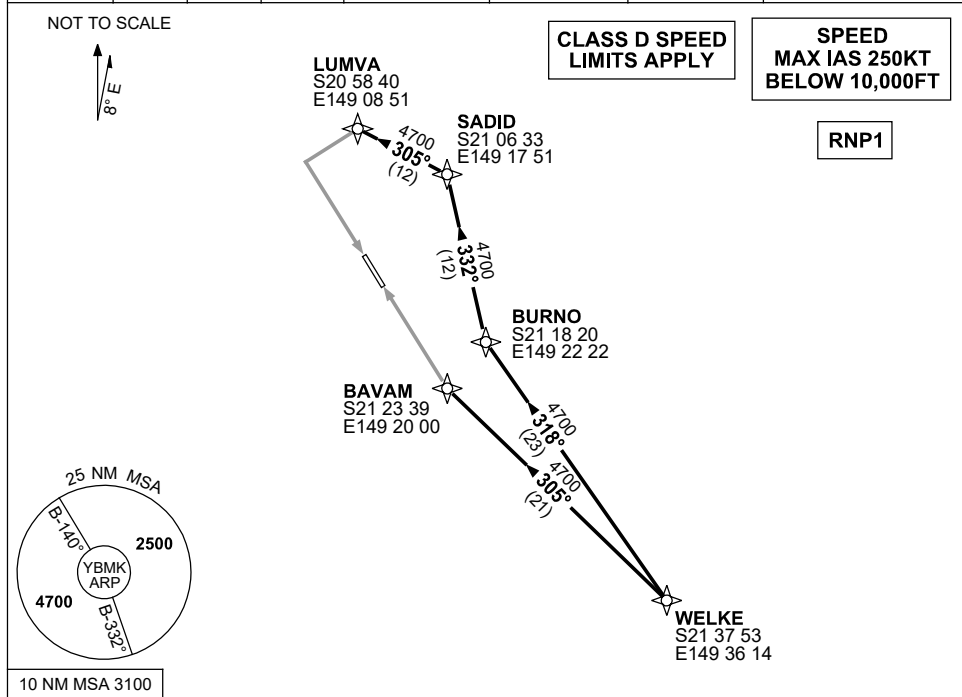 NOT TO SCALE
8° E
CLASS D SPEED
LIMITS APPLY
SPEED
MAX IAS 250KT
BELOW 10,000FT
RNP1
LUMVA
S20 58 40
E149 08 51
SADID
S21 06 33
E149 17 51
4700
305°
(12)
4700
332°
(12)
BURNO
S21 18 20
E149 22 22
BAVAM
S21 23 39
E149 20 00
4700
318°
(23)
4700
305°
(21)
WELKE
S21 37 53
E149 36 14
25 NM MSA
B-140°
2500
YBMK
ARP
4700
B-332°
10 NM MSA 3100